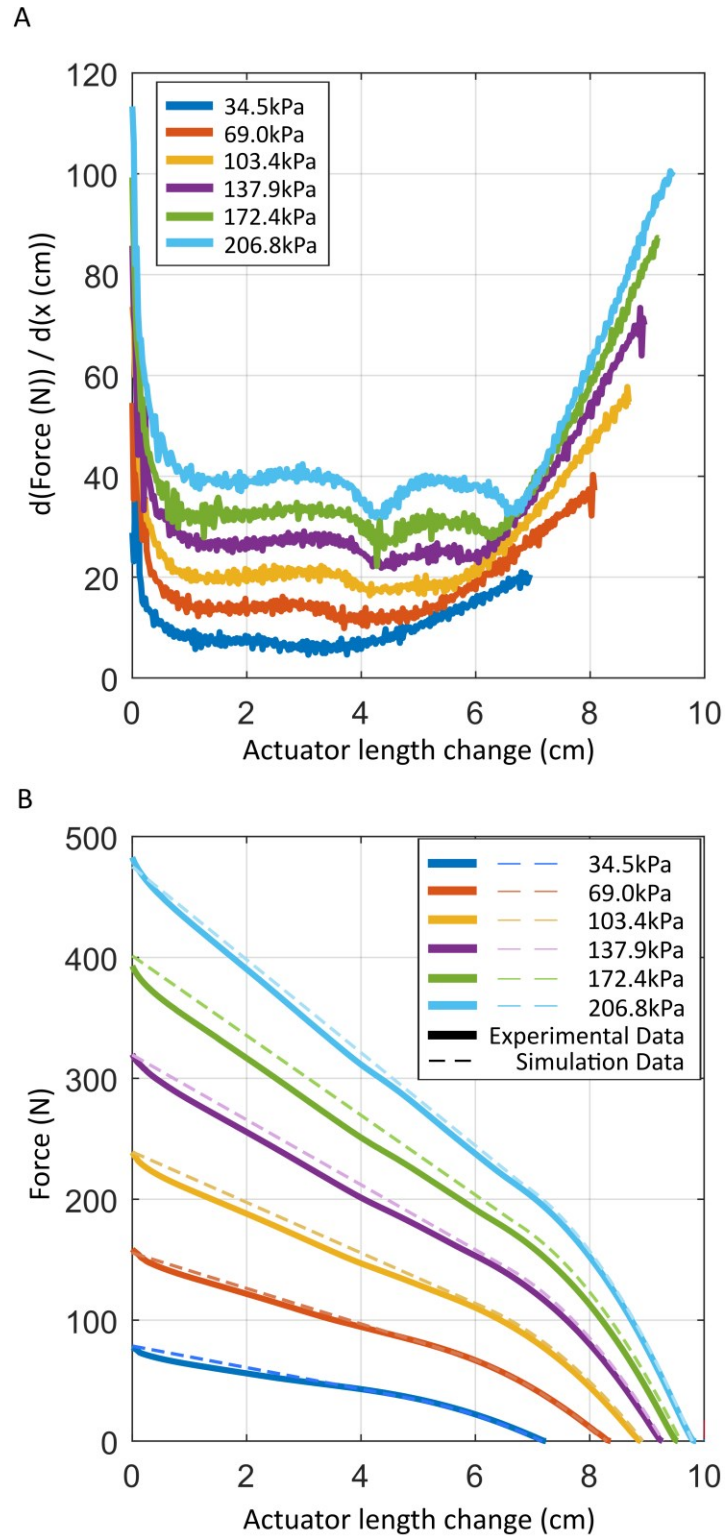 A
120
100
80
60
40
20
0
d(Force (N)) / d(x (cm))
34.5kPa
69.0kPa
103.4kPa
137.9kPa
172.4kPa
206.8kPa
0 2 4 6 8 10
Actuator length change (cm)
B
500
400
300
200
100
0
Force (N)
34.5kPa
69.0kPa
103.4kPa
137.9kPa
172.4kPa
206.8kPa
Experimental Data
Simulation Data
0 2 4 6 8 10
Actuator length change (cm)